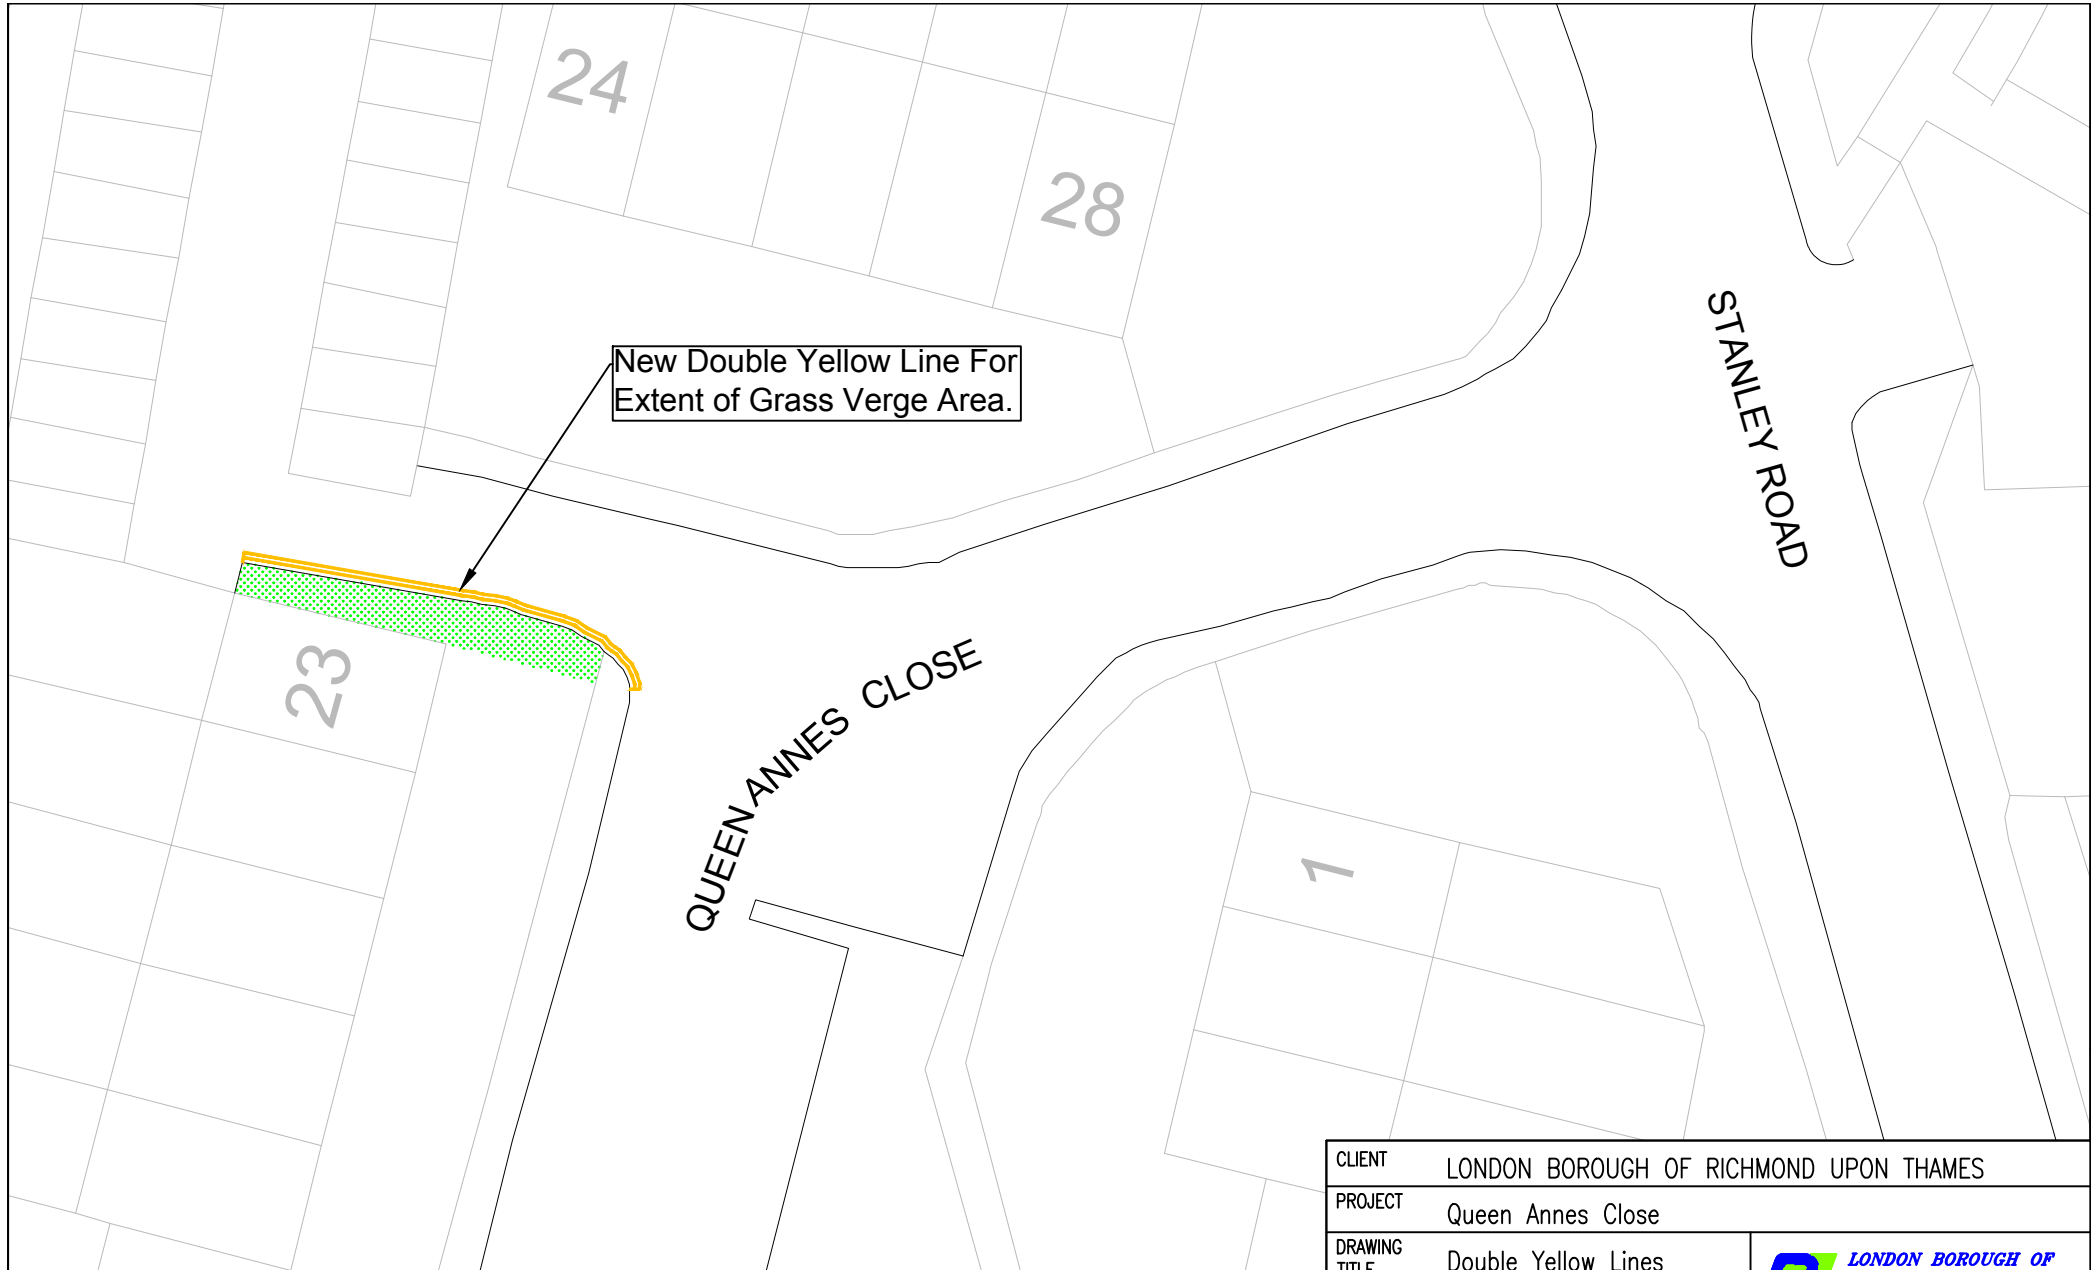 24
28
STANLEY ROAD
New Double Yellow Line For
Extent of Grass Verge Area.
23
QUEEN ANNES CLOSE
1
CLIENT LONDON BOROUGH OF RICHMOND UPON THAMES
PROJECT Queen Annes Close
DRAWING
TITLE Double Yellow Lines
LONDON BOROUGH OF